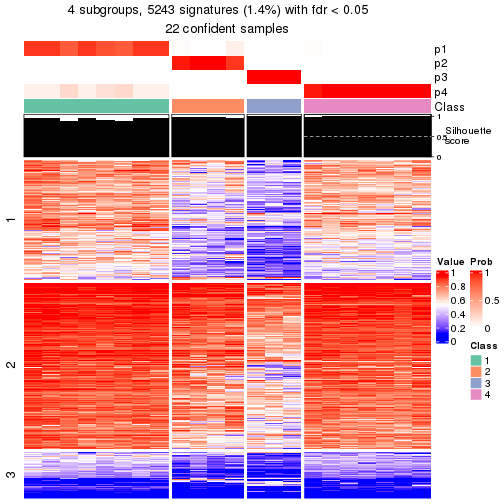 4 subgroups, 5243 signatures (1.4%) with fdr < 0.05
22 confident samples
p1
p2
p3
p4
Class
1
0.5
0
Silhouette
score
1
2
3
Value
1
0.8
0.6
0.4
0.2
0
Prob
1
0.5
0
Class
1
2
3
4